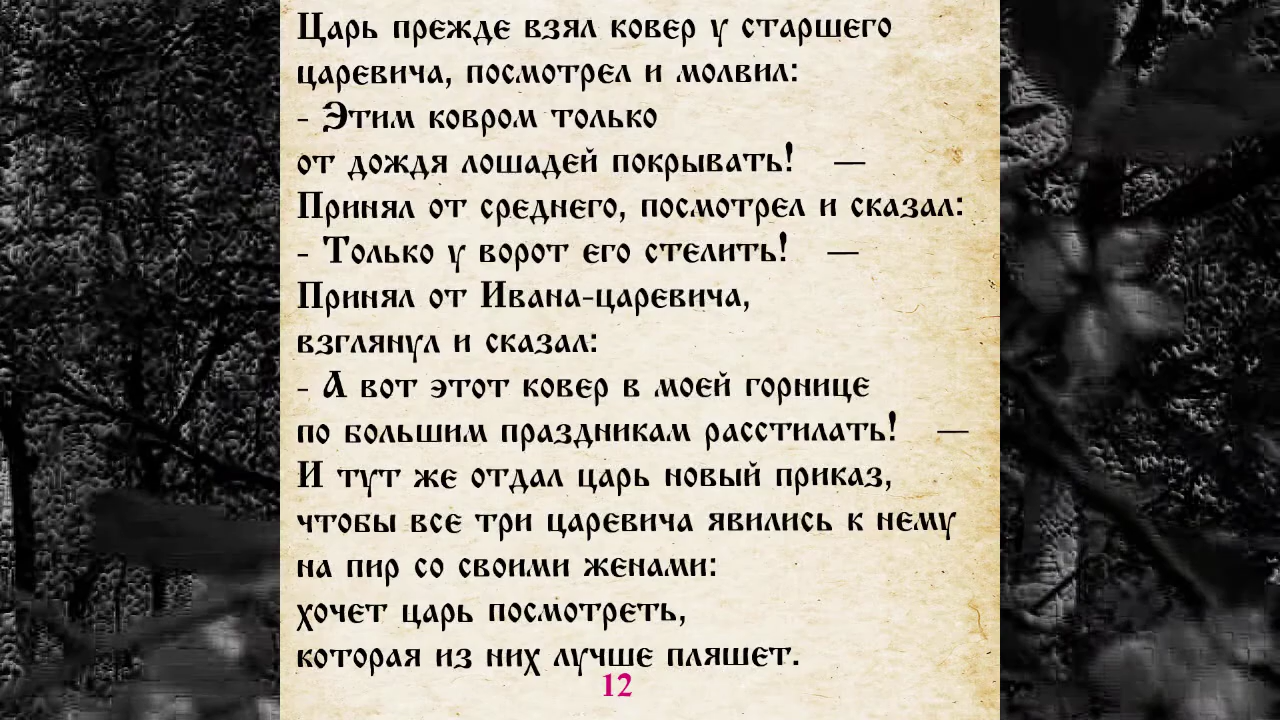 Царь прежде взял ковер у старшего
царевича, посмотрел и молвил:
- Этим ковром только
от дождя лошадей покрывать! —
Принял от среднего, посмотрел и сказал:
- Только у ворот его стелить! —
Принял от Ивана-царевича,
взглянул и сказал:
- А вот этот ковер в моей горнице
по большим праздникам расстилать! —
И тут же отдал царь новый приказ,
чтобы все три царевича явились к нему
на пир со своими женами:
хочет царь посмотреть,
которая из них лучше пляшет.
12